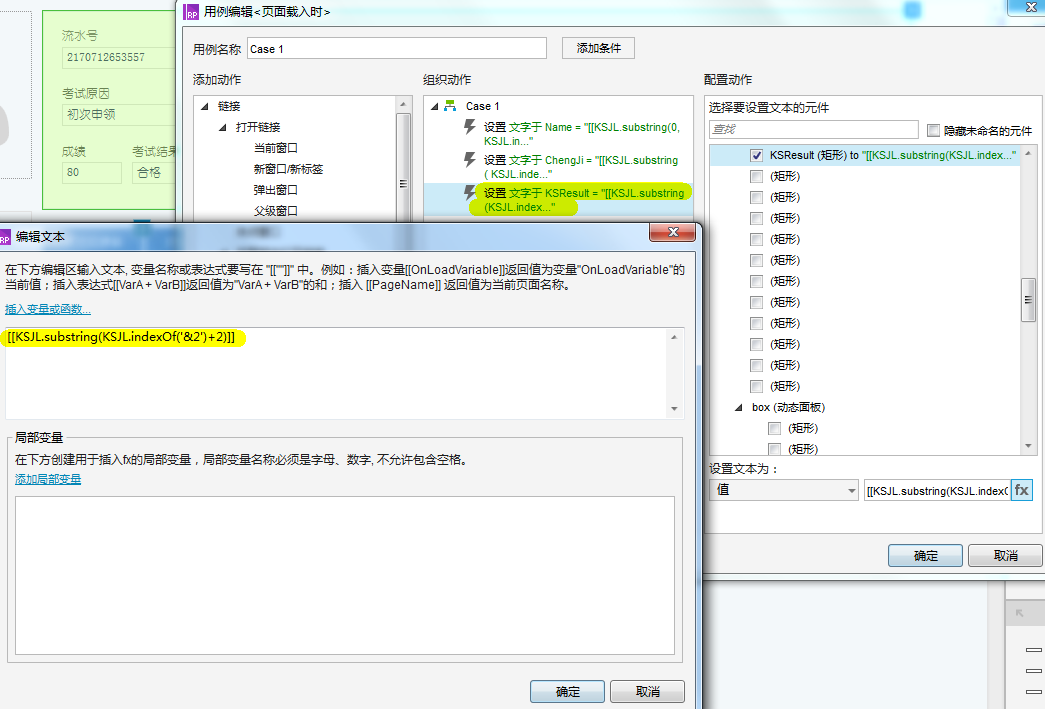 流水号
2170712653557
考试原因
初次申领
成绩
考试结果
80
合格
RP
用例编辑<页面载入时>
用例名称
Case 1
添加条件
添加动作
组织动作
配置动作
链接
打开链接
当前窗口
新窗口/新标签
弹出窗口
父级窗口
Case 1
设置 文字于 Name = "[[KSJL.substring(0,
KSJL.in..."
设置 文字于 ChengJi = "[[KSJL.substring
( KSJL.inde..."
设置 文字于 KSResult = "[[KSJL.substring
(KSJL.index..."
选择要设置文本的元件
查找
隐藏未命名的元件
KSResult (矩形) to "[[KSJL.substring(KSJL.index..."
(矩形)
(矩形)
(矩形)
(矩形)
(矩形)
(矩形)
(矩形)
(矩形)
(矩形)
(矩形)
(矩形)
box (动态面板)
(矩形)
(矩形)
设置文本为：
值
[[KSJL.substring(KSJL.indexO
fx
确定
取消
RP
编辑文本
在下方编辑区输入文本, 变量名称或表达式要写在 "[[""]]" 中。例如：插入变量[[OnLoadVariable]]返回值为变量"OnLoadVariable"的
当前值；插入表达式[[VarA + VarB]]返回值为"VarA + VarB"的和；插入 [[PageName]] 返回值为当前页面名称。
插入变量或函数...
[[KSJL.substring(KSJL.indexOf('&2')+2)]]
局部变量
在下方创建用于插入fx的局部变量，局部变量名称必须是字母、数字, 不允许包含空格。
添加局部变量
确定
取消